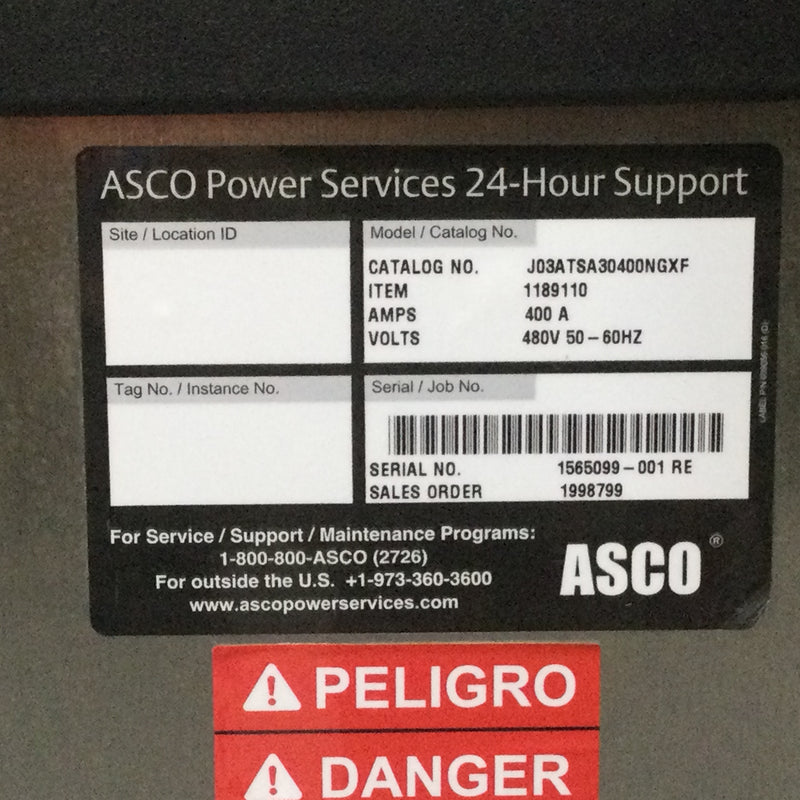 ASCO Power Services 24-Hour Support
Site / Location ID
Model / Catalog No.
CATALOG NO. J03ATSA30400NGXF
ITEM 1189110
AMPS 400 A
VOLTS 480V 50-60HZ
Tag No. / Instance No.
Serial / Job No.
SERIAL NO. 1565099-001 RE
SALES ORDER 1998799
For Service / Support / Maintenance Programs:
1-800-800-ASCO (2726)
For outside the U.S. +1-973-360-3600
www.ascopowerservices.com
ASCO®
LABEL P/N
PELIGRO
DANGER